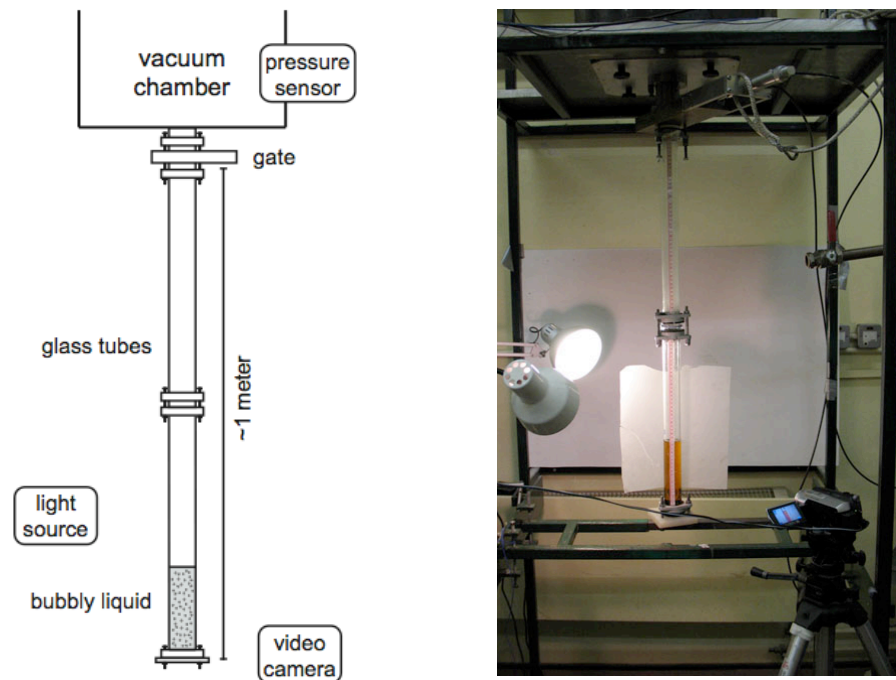 vacuum
chamber
pressure
sensor
gate
glass tubes
~1 meter
light
source
bubbly liquid
video
camera